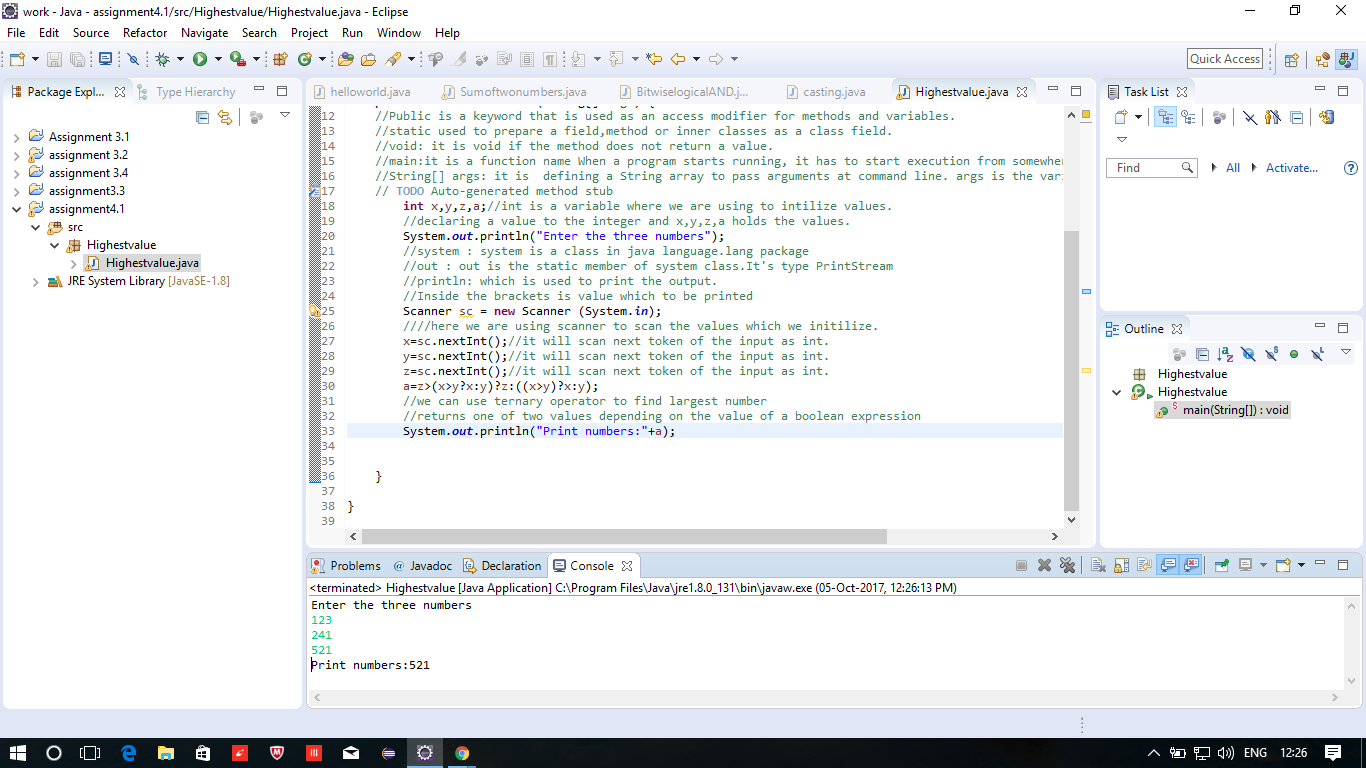 work - Java - assignment4.1/src/Highestvalue/Highestvalue.java - Eclipse
File Edit Source Refactor Navigate Search Project Run Window Help
Quick Access
Package Expl... Type Hierarchy
Assignment 3.1
assignment 3.2
assignment 3.4
assignment3.3
assignment4.1
src
Highestvalue
Highestvalue.java
JRE System Library [JavaSE-1.8]
helloworld.java Sumoftwonumbers.java BitwiselogicalAND.j... casting.java Highestvalue.java
12 //Public is a keyword that is used as an access modifier for methods and variables.
13 //static used to prepare a field,method or inner classes as a class field.
14 //void: it is void if the method does not return a value.
15 //main:it is a function name When a program starts running, it has to start execution from somewher
16 //String[] args: it is  defining a String array to pass arguments at command line. args is the vari
17 // TODO Auto-generated method stub
18 int x,y,z,a;//int is a variable where we are using to intilize values.
19 //declaring a value to the integer and x,y,z,a holds the values.
20 System.out.println("Enter the three numbers");
21 //system : system is a class in java language.lang package
22 //out : out is the static member of system class.It's type PrintStream
23 //println: which is used to print the output.
24 //Inside the brackets is value which to be printed
25 Scanner sc = new Scanner (System.in);
26 ////here we are using scanner to scan the values which we initilize.
27 x=sc.nextInt();//it will scan next token of the input as int.
28 y=sc.nextInt();//it will scan next token of the input as int.
29 z=sc.nextInt();//it will scan next token of the input as int.
30 a=z>(x>y?x:y)?z:((x>y)?x:y);
31 //we can use ternary operator to find largest number
32 //returns one of two values depending on the value of a boolean expression
33 System.out.println("Print numbers:"+a);
34
35
36 }
37
38 }
39
Task List
Find All Activate...
Outline
Highestvalue
Highestvalue
main(String[]) : void
Problems @ Javadoc Declaration Console
<terminated> Highestvalue [Java Application] C:\Program Files\Java\jre1.8.0_131\bin\javaw.exe (05-Oct-2017, 12:26:13 PM)
Enter the three numbers
123
241
521
Print numbers:521
ENG 12:26